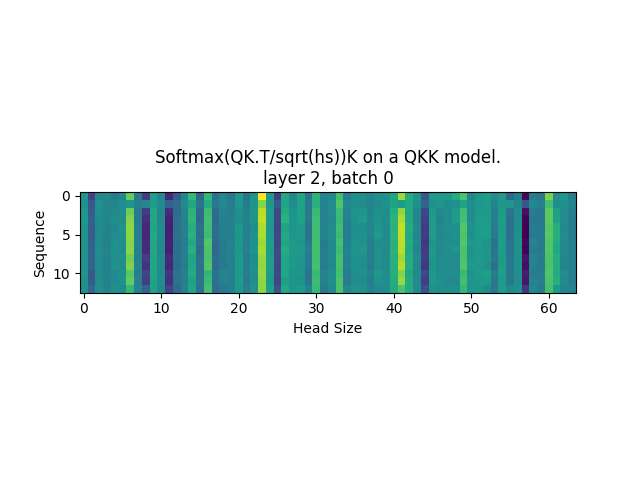 Softmax(QK.T/sqrt(hs))K on a QKK model.
layer 2, batch 0
0
5
10
Sequence
0 10 20 30 40 50 60
Head Size